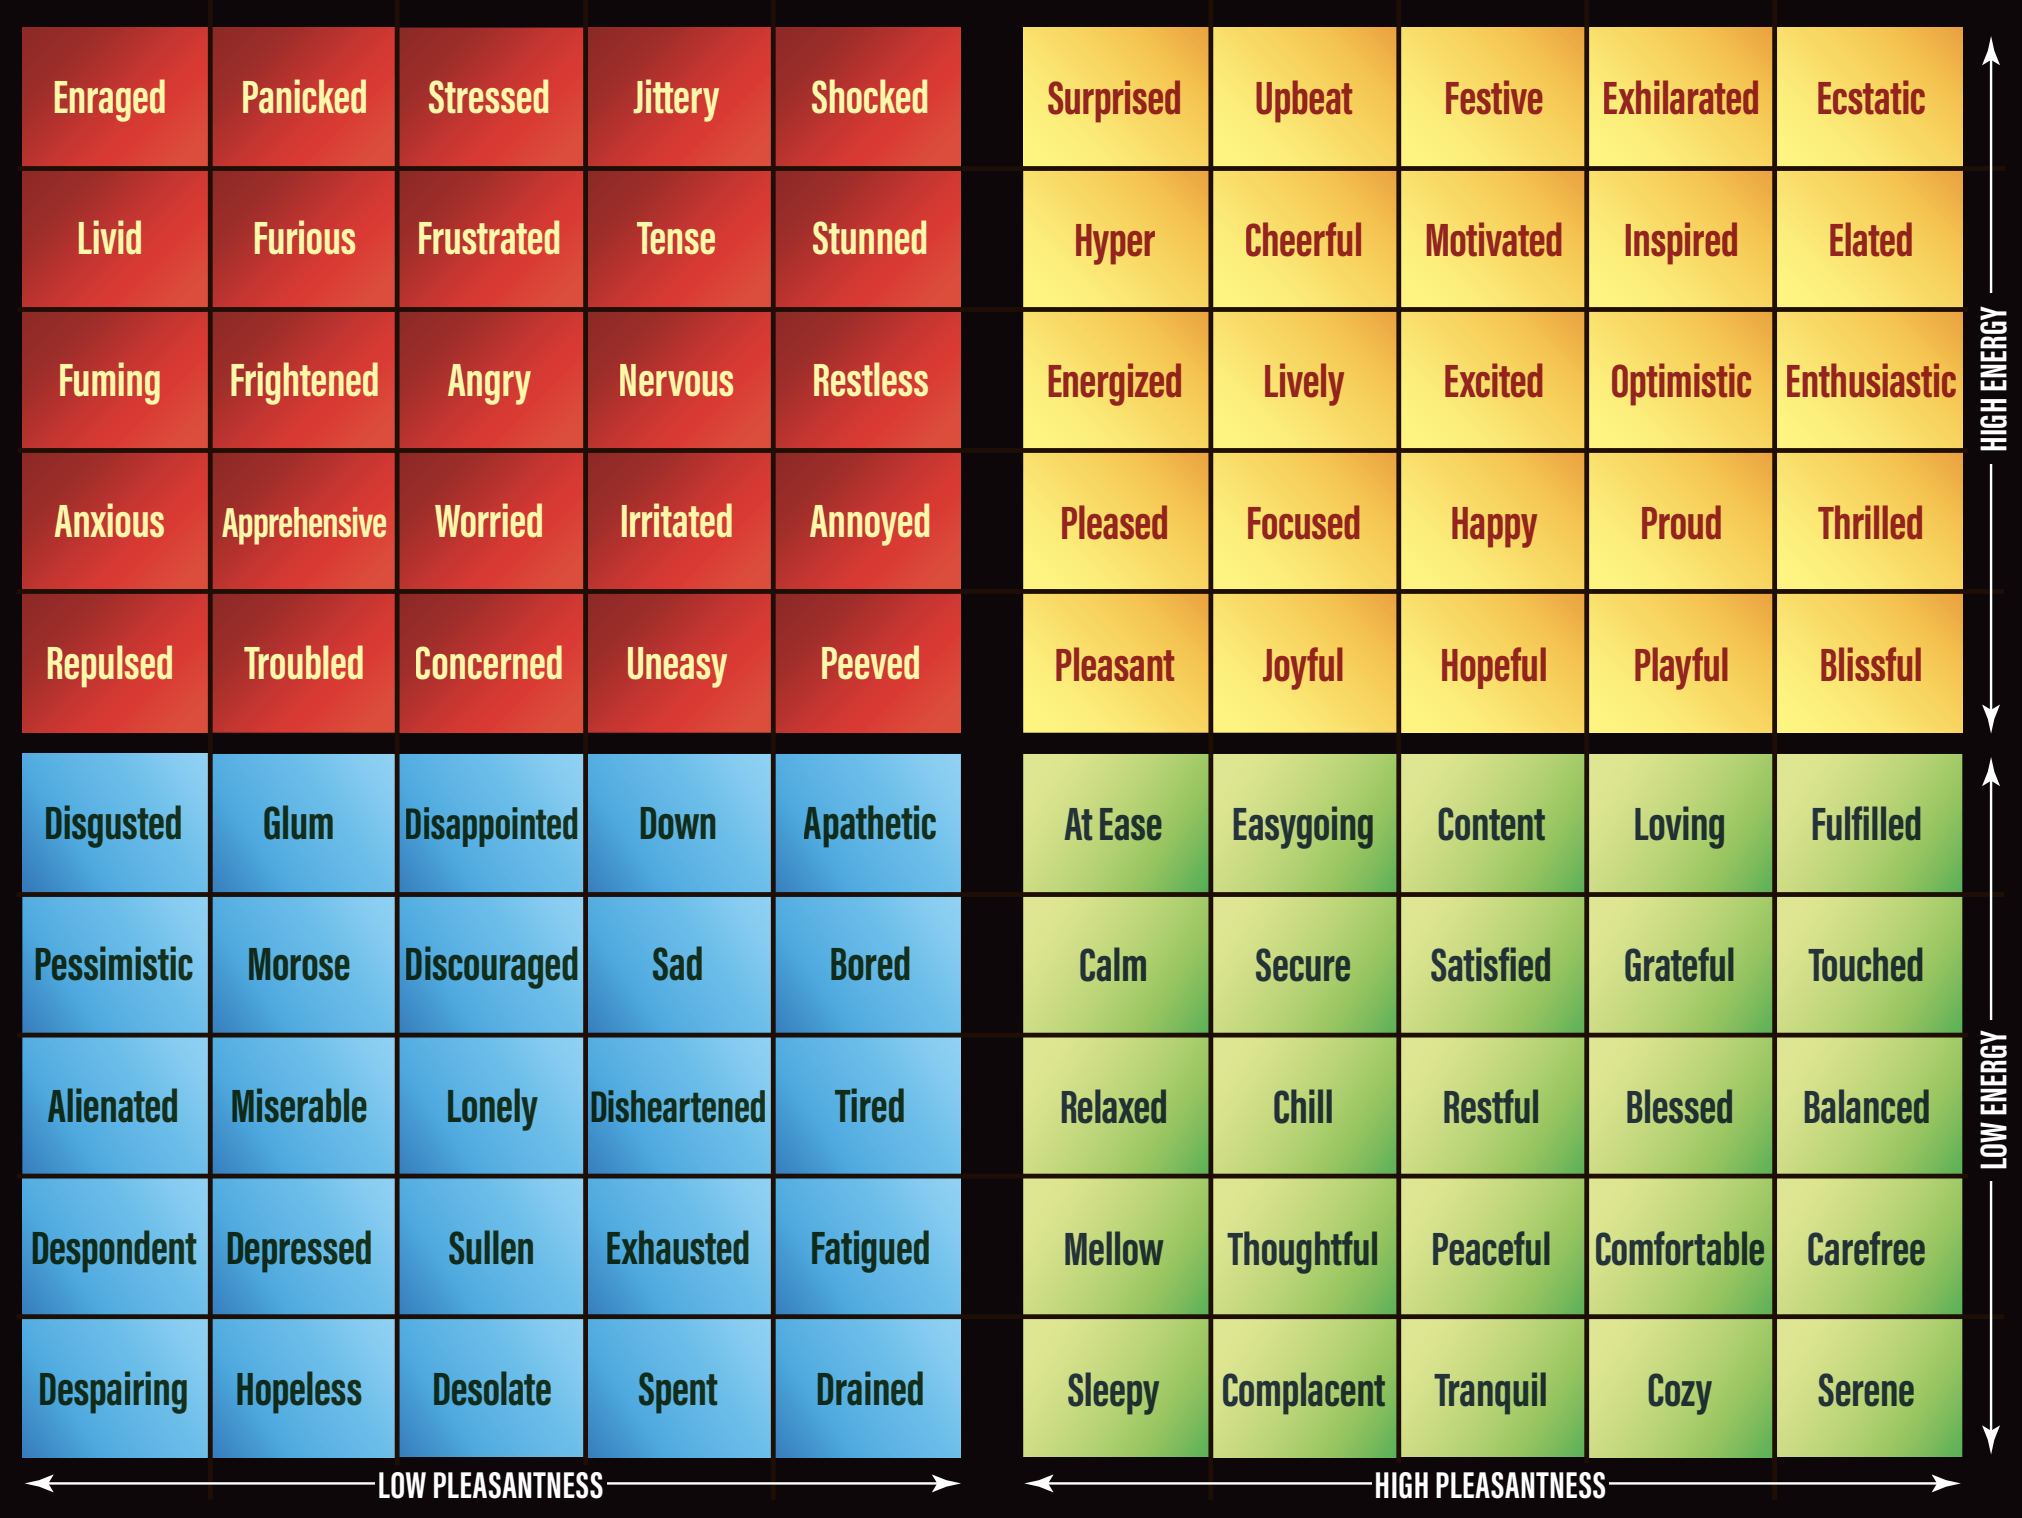 Enraged Panicked Stressed Jittery Shocked Surprised Upbeat Festive Exhilarated Ecstatic
Livid Furious Frustrated Tense Stunned Hyper Cheerful Motivated Inspired Elated
Fuming Frightened Angry Nervous Restless Energized Lively Excited Optimistic Enthusiastic
Anxious Apprehensive Worried Irritated Annoyed Pleased Focused Happy Proud Thrilled
Repulsed Troubled Concerned Uneasy Peeved Pleasant Joyful Hopeful Playful Blissful
HIGH ENERGY
Disgusted Glum Disappointed Down Apathetic At Ease Easygoing Content Loving Fulfilled
Pessimistic Morose Discouraged Sad Bored Calm Secure Satisfied Grateful Touched
Alienated Miserable Lonely Disheartened Tired Relaxed Chill Restful Blessed Balanced
Despondent Depressed Sullen Exhausted Fatigued Mellow Thoughtful Peaceful Comfortable Carefree
Despairing Hopeless Desolate Spent Drained Sleepy Complacent Tranquil Cozy Serene
LOW ENERGY
LOW PLEASANTNESS HIGH PLEASANTNESS